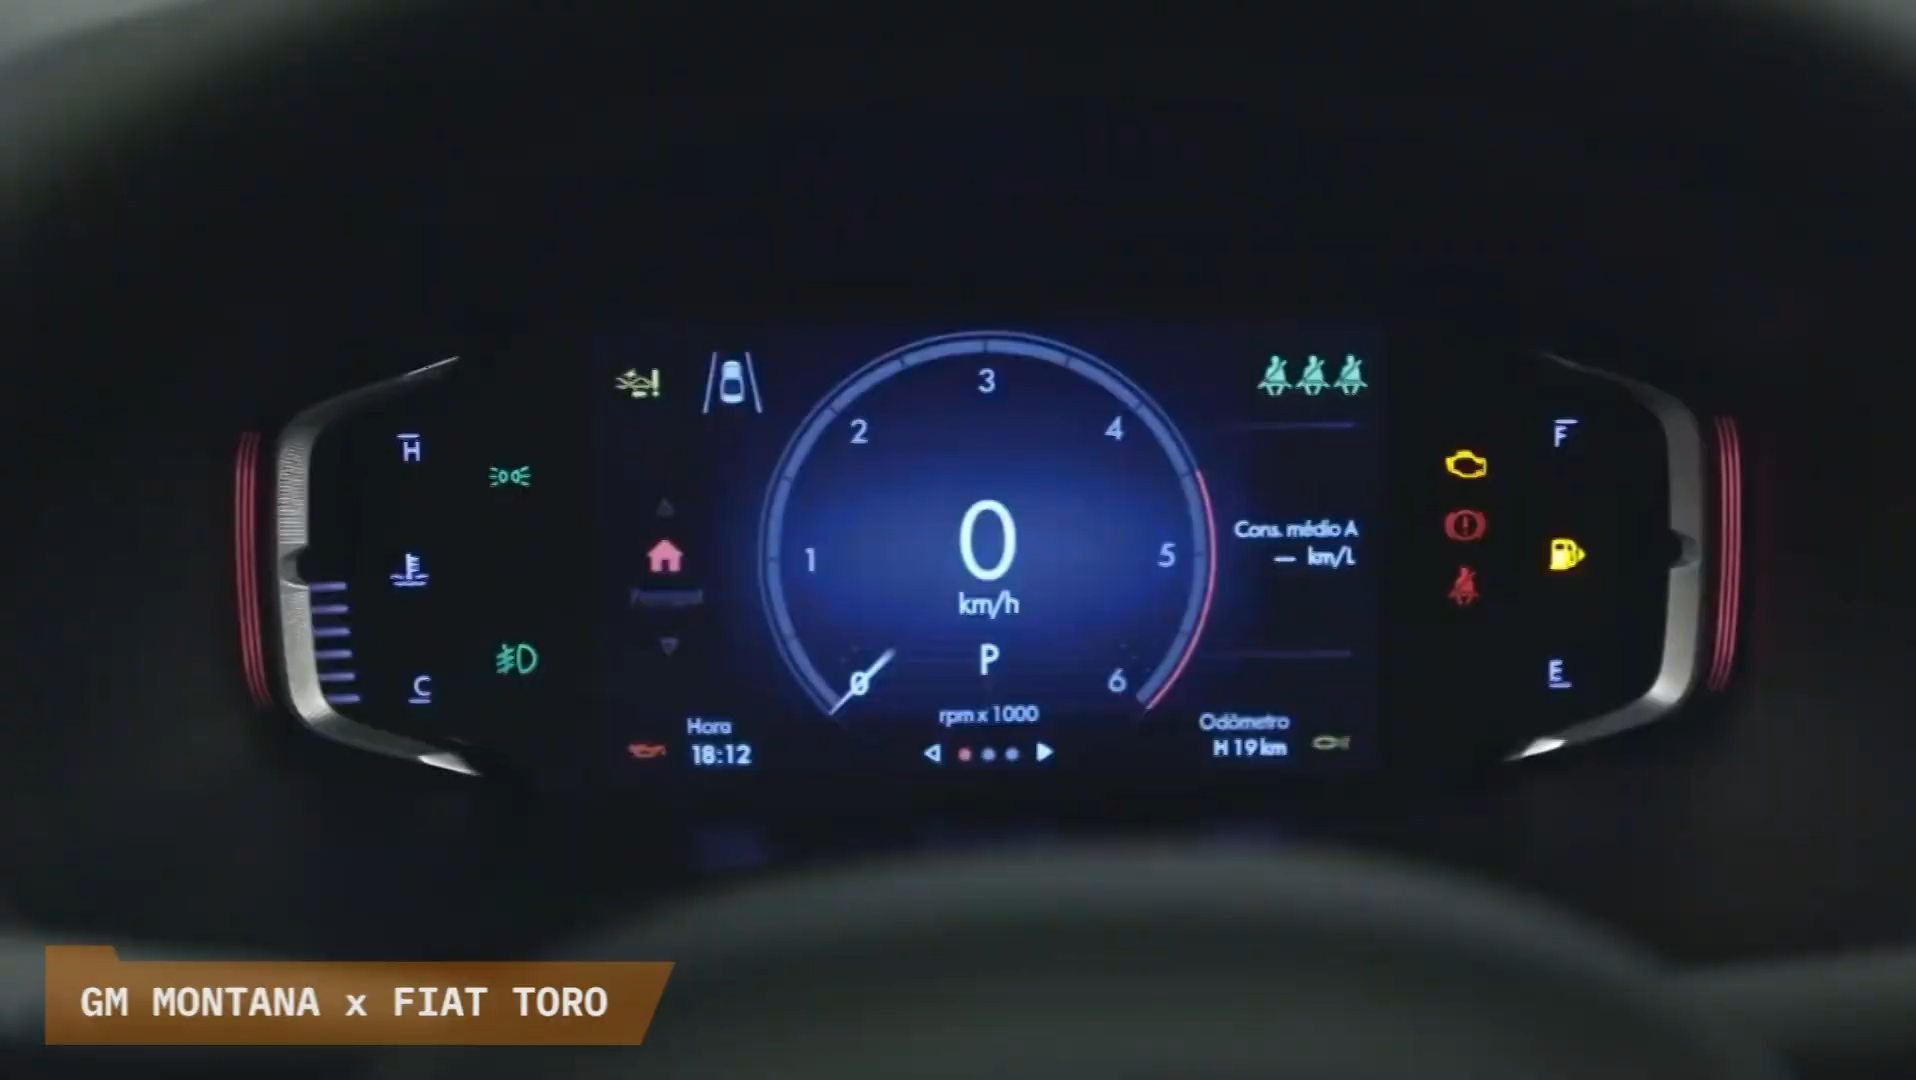 H
F
3
2
4
Cons. médio A
-- km/L
0
1
5
km/h
P
C
E
0
6
rpm x 1000
Hora
18:12
Odômetro
H 19 km
GM MONTANA x FIAT TORO